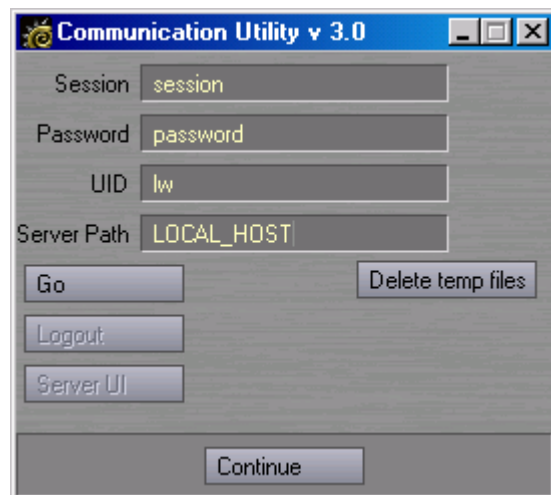 Communication Utility v 3.0
Session session
Password password
UID lw
Server Path LOCAL_HOST
Go Delete temp files
Logout
Server UI
Continue